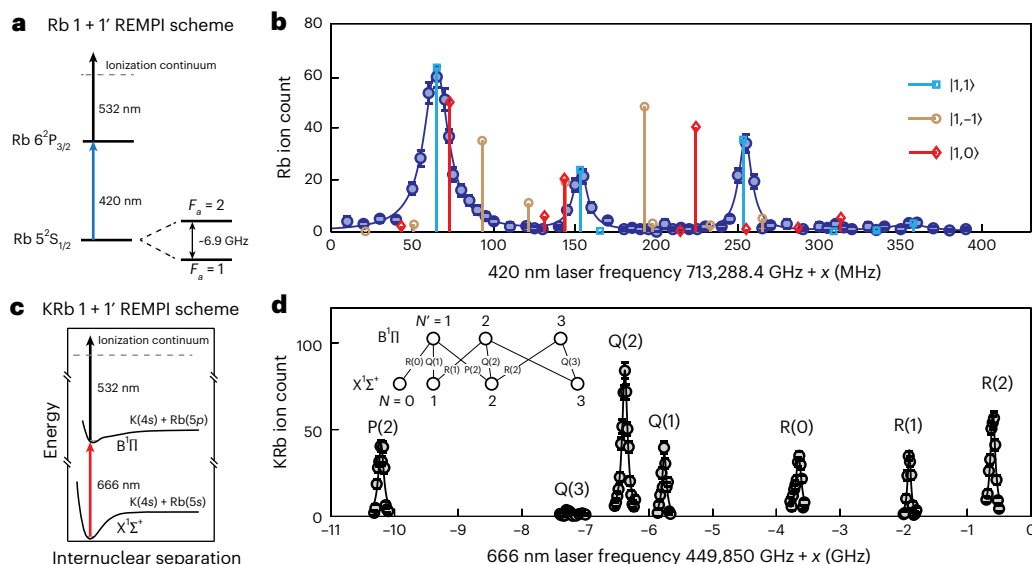 a Rb 1 + 1′ REMPI scheme
Ionization continuum
532 nm
Rb 6²P₃/₂
420 nm
Fₐ = 2
~6.9 GHz
Rb 5²S₁/₂
Fₐ = 1
b
80
60
40
20
0
Rb ion count
|1,1⟩
|1,−1⟩
|1,0⟩
0 50 100 150 200 250 300 350 400
420 nm laser frequency 713,288.4 GHz + x (MHz)
c KRb 1 + 1′ REMPI scheme
Ionization continuum
532 nm
K(4s) + Rb(5p)
B¹Π
666 nm
K(4s) + Rb(5s)
X¹Σ⁺
Energy
Internuclear separation
d
120
100
50
0
KRb ion count
N′ = 1 2 3
B¹Π
R(0) Q(1) R(1) P(2) Q(2) R(2) Q(3)
X¹Σ⁺
N = 0 1 2 3
P(2)
Q(3)
Q(2)
Q(1)
R(0)
R(1)
R(2)
−11 −10 −9 −8 −7 −6 −5 −4 −3 −2 −1 0
666 nm laser frequency 449,850 GHz + x (GHz)